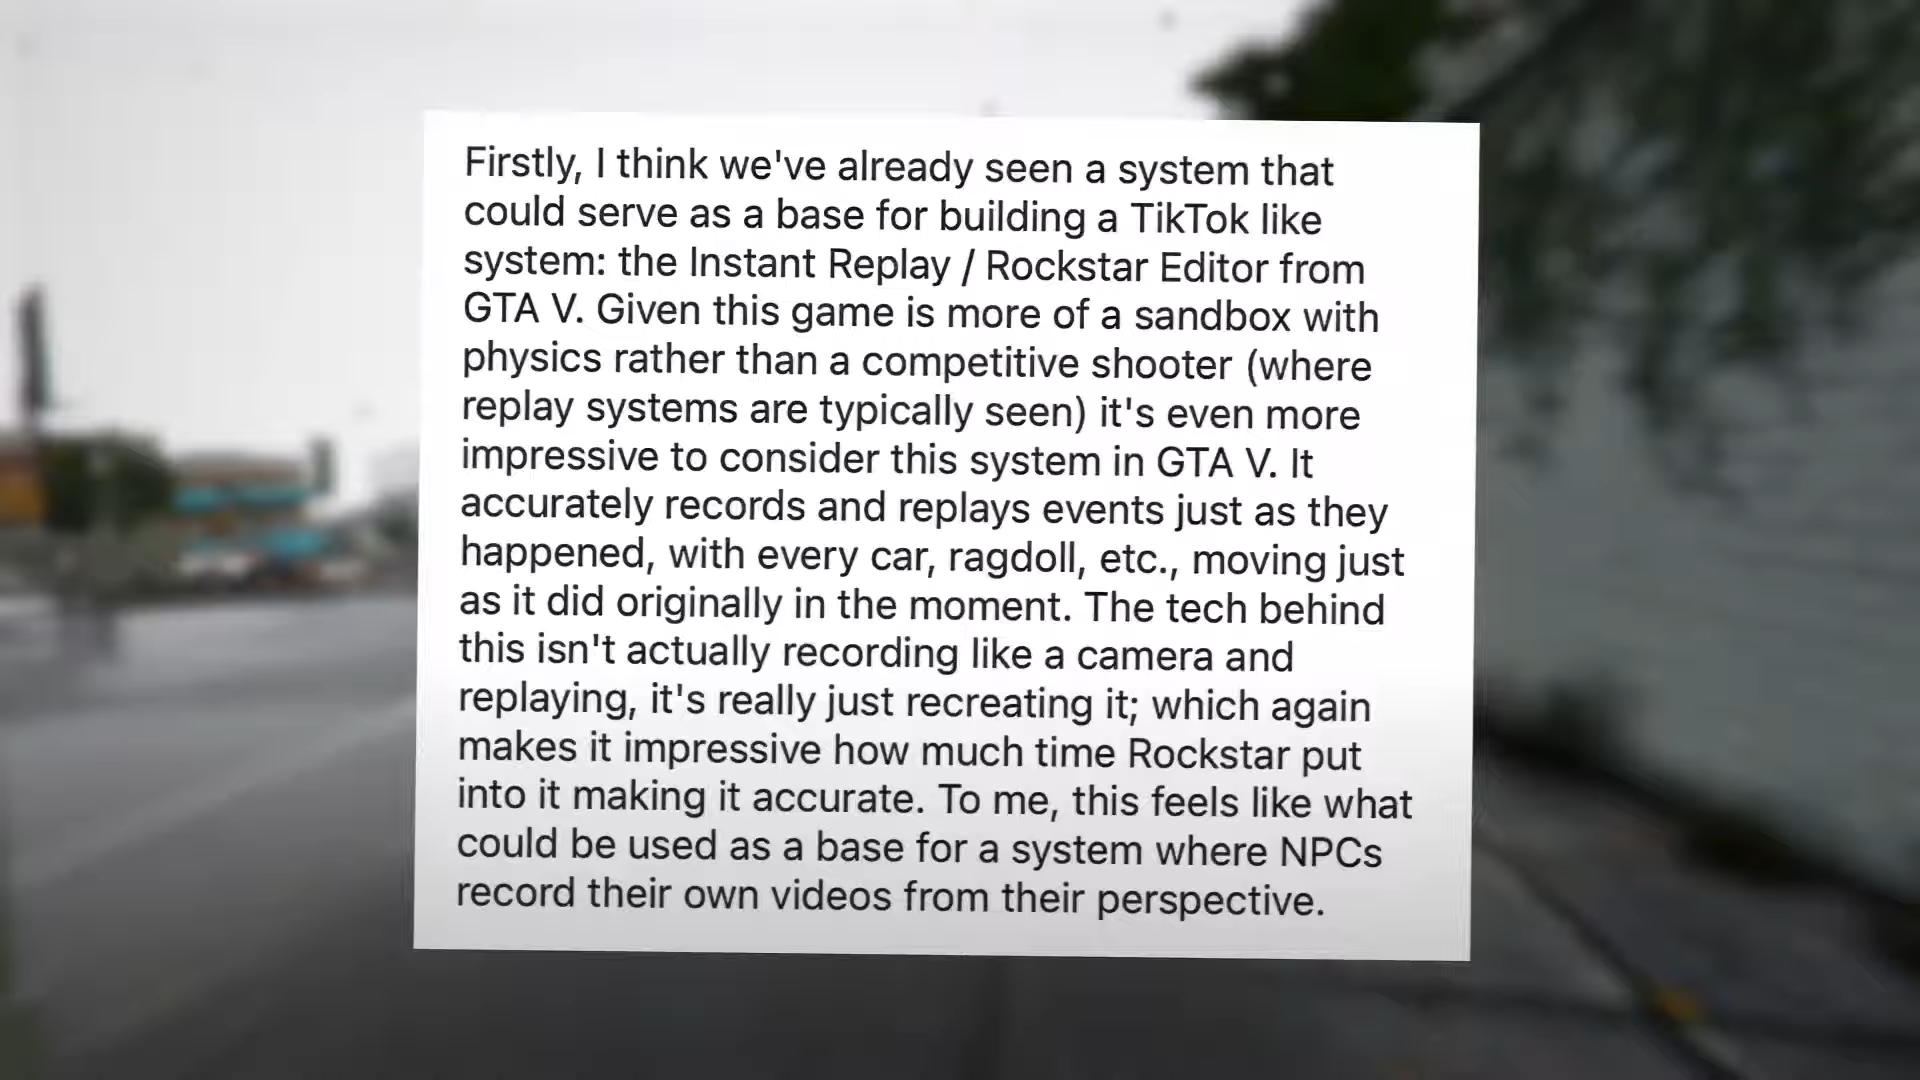 Firstly, I think we've already seen a system that
could serve as a base for building a TikTok like
system: the Instant Replay / Rockstar Editor from
GTA V. Given this game is more of a sandbox with
physics rather than a competitive shooter (where
replay systems are typically seen) it's even more
impressive to consider this system in GTA V. It
accurately records and replays events just as they
happened, with every car, ragdoll, etc., moving just
as it did originally in the moment. The tech behind
this isn't actually recording like a camera and
replaying, it's really just recreating it; which again
makes it impressive how much time Rockstar put
into it making it accurate. To me, this feels like what
could be used as a base for a system where NPCs
record their own videos from their perspective.